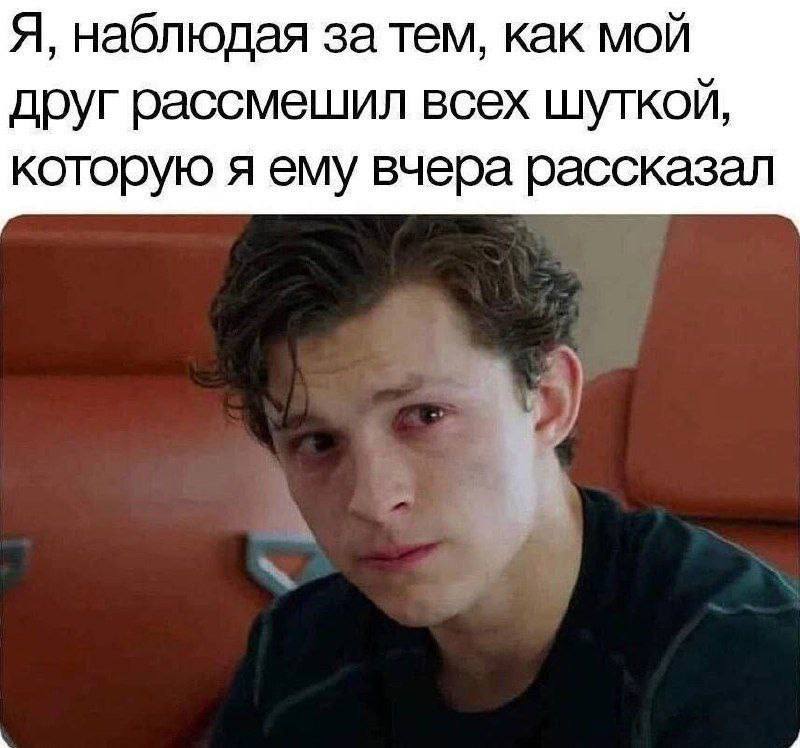 Я, наблюдая за тем, как мой
друг рассмешил всех шуткой,
которую я ему вчера рассказал